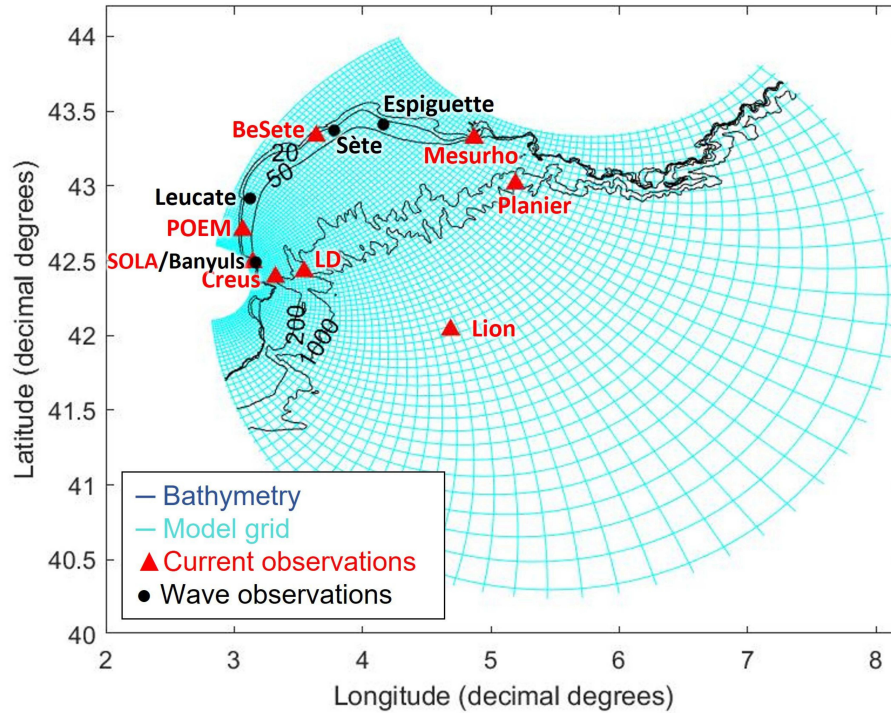 44
43.5
43
42.5
42
41.5
41
40.5
40
Latitude (decimal degrees)
Espiguette
BeSete
20
Sète
50
Mesurho
Leucate
Planier
POEM
SOLA/Banyuls
LD
Creus
200
1000
Lion
Bathymetry
Model grid
Current observations
Wave observations
2 3 4 5 6 7 8
Longitude (decimal degrees)